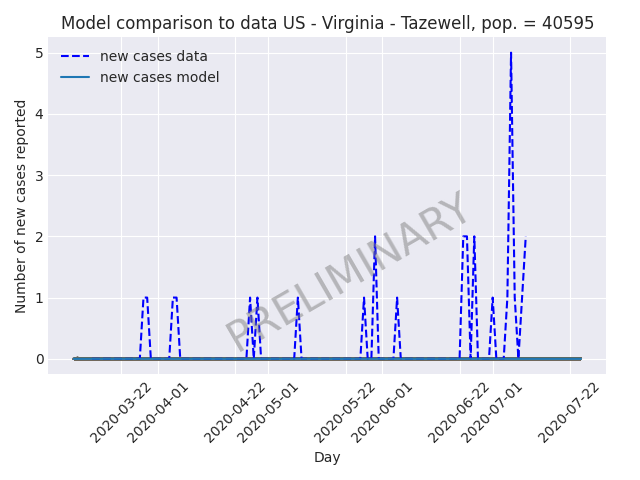 Model comparison to data US - Virginia - Tazewell, pop. = 40595
new cases data
new cases model
Number of new cases reported
5
4
3
2
1
0
PRELIMINARY
2020-03-22
2020-04-01
2020-04-22
2020-05-01
2020-05-22
2020-06-01
2020-06-22
2020-07-01
2020-07-22
Day